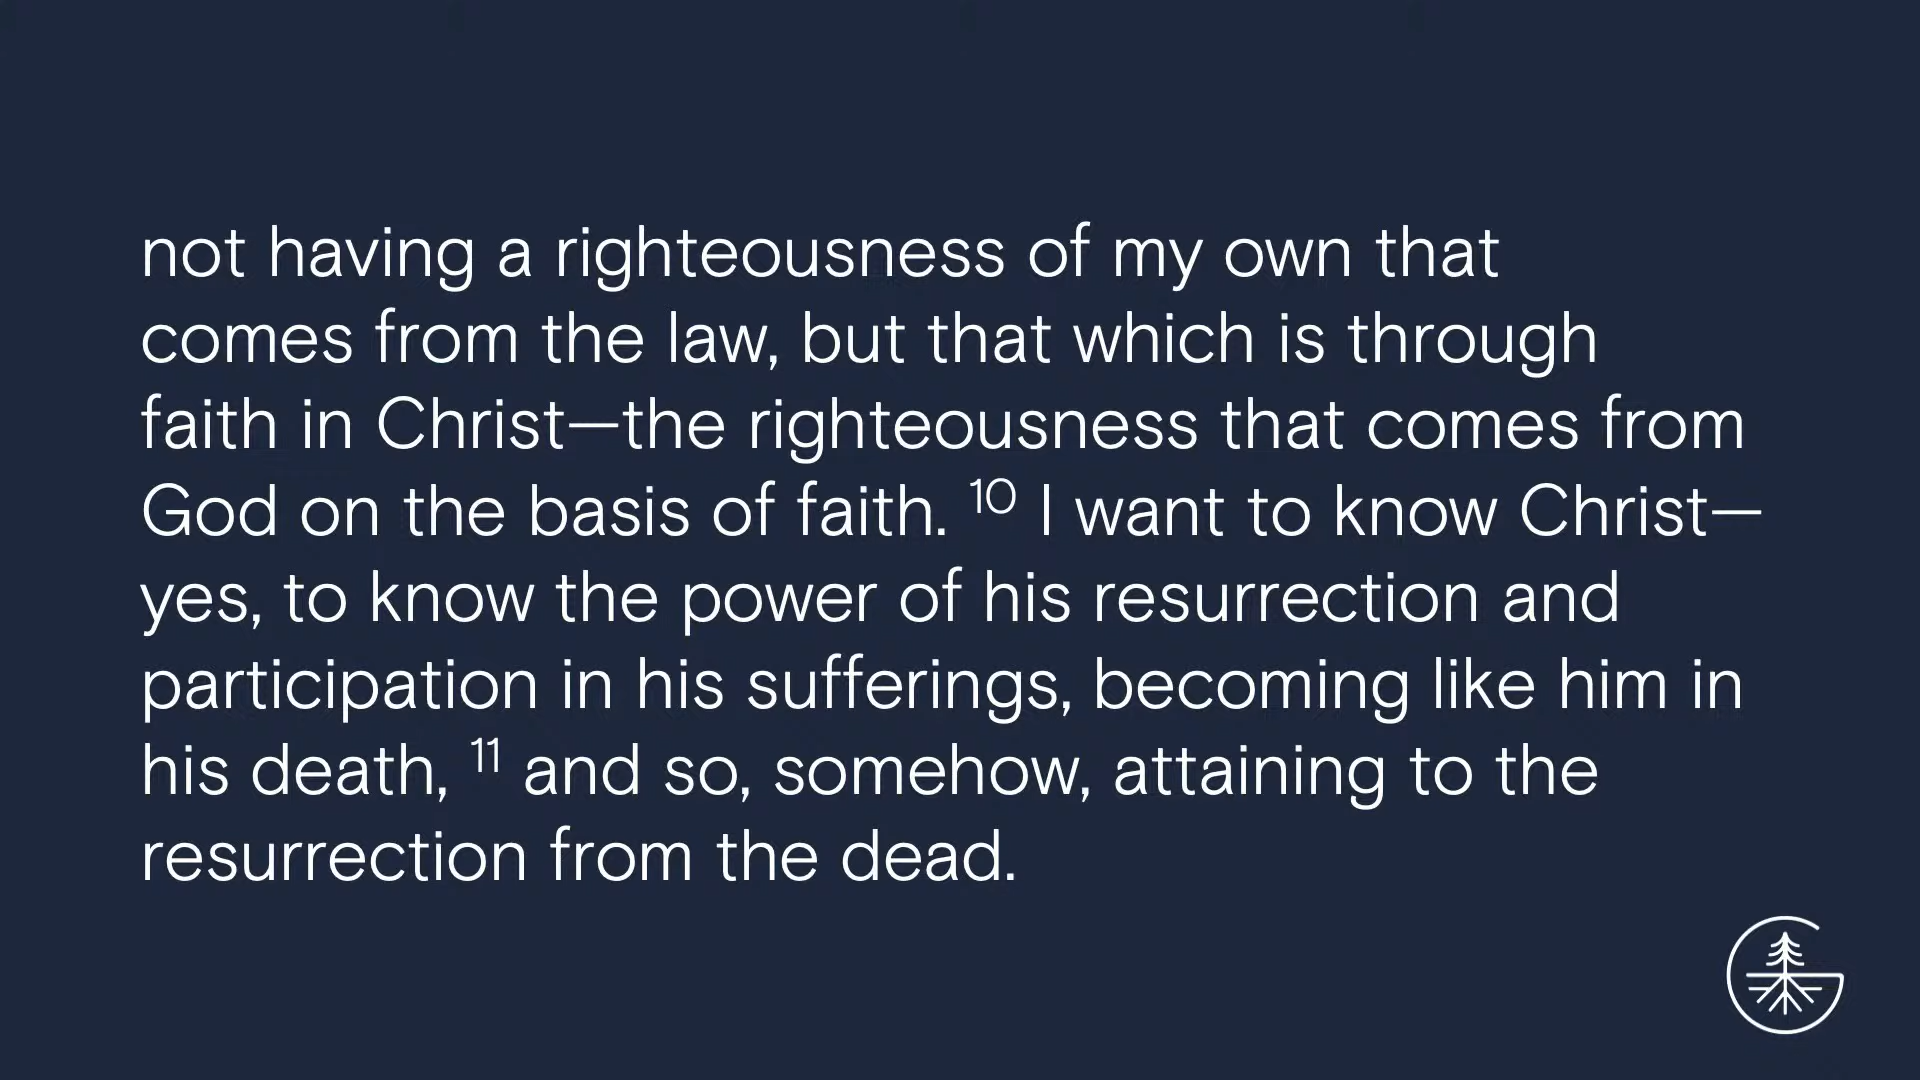 not having a righteousness of my own that
comes from the law, but that which is through
faith in Christ—the righteousness that comes from
God on the basis of faith. 10 I want to know Christ—
yes, to know the power of his resurrection and
participation in his sufferings, becoming like him in
his death, 11 and so, somehow, attaining to the
resurrection from the dead.